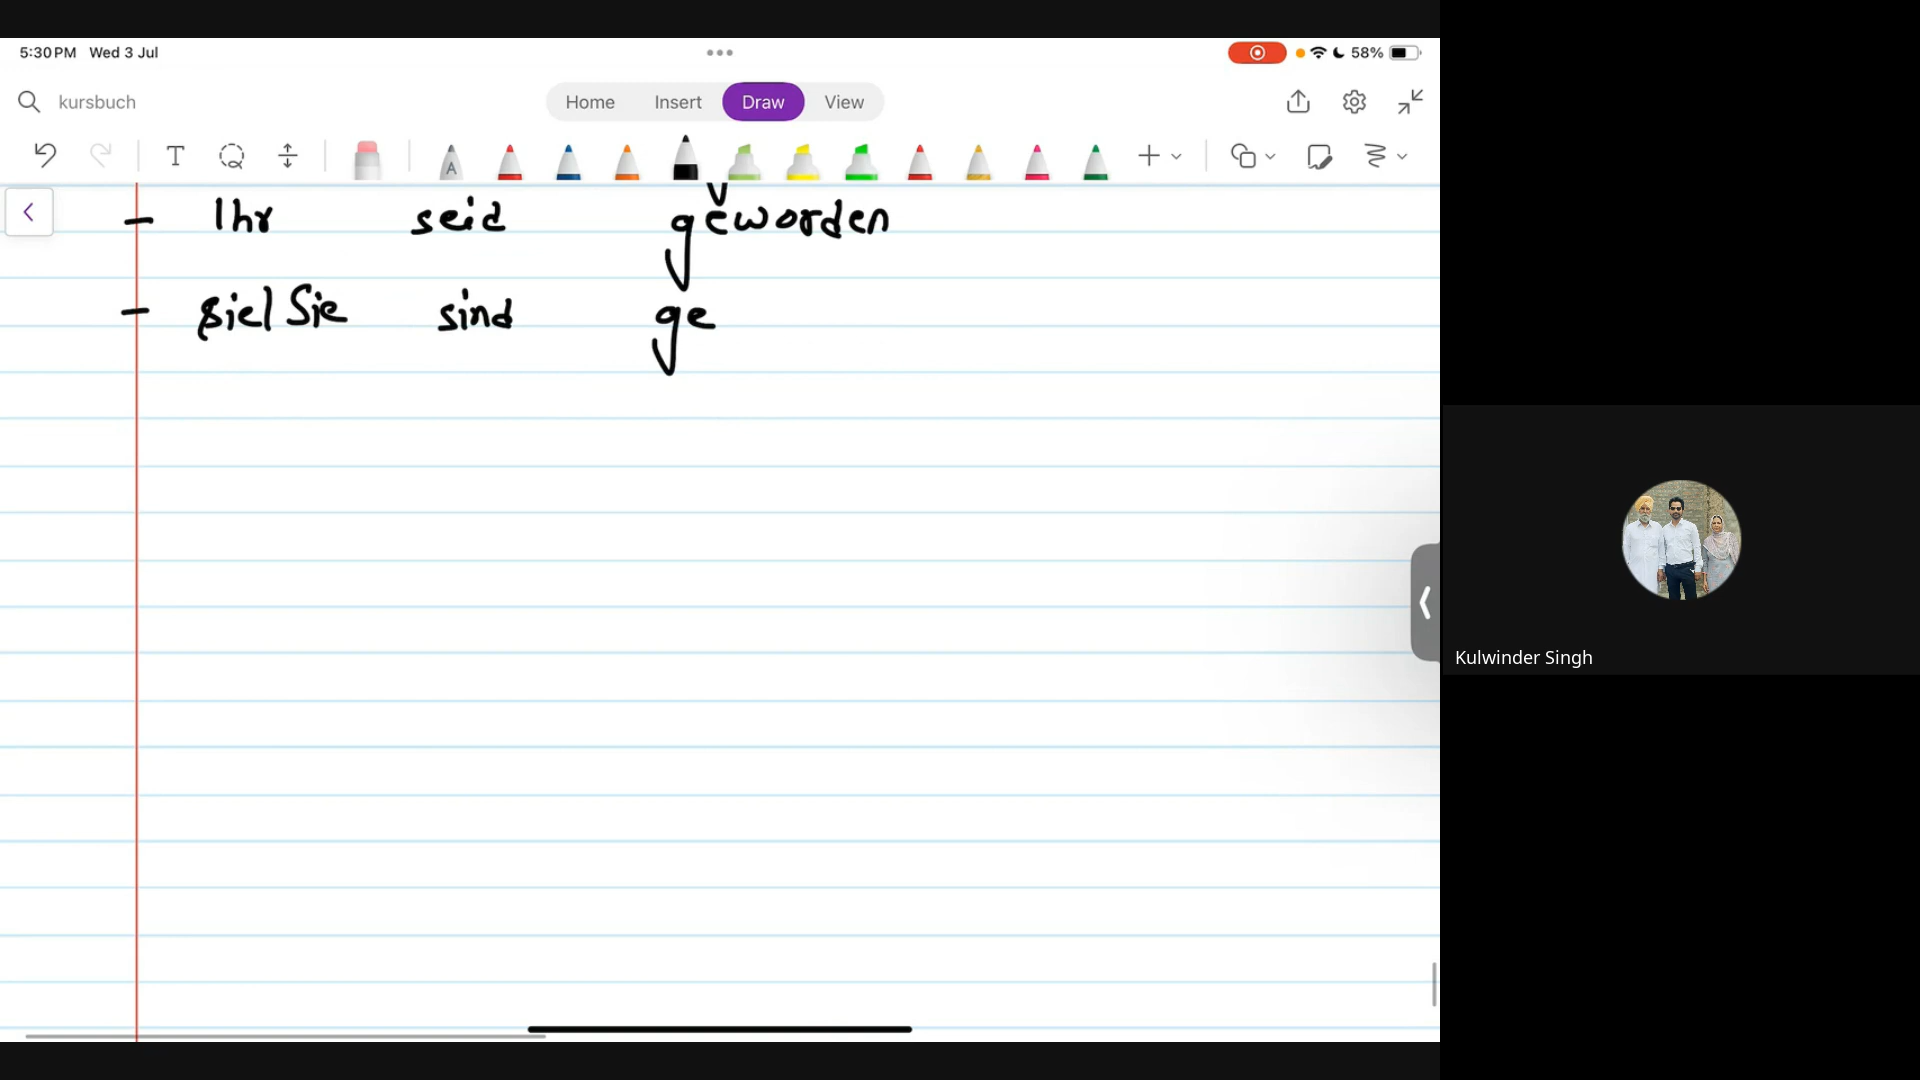 5:30 PM Wed 3 Jul
58%
kursbuch
Home Insert Draw View
T
A
- Ihr seid geworden
- sie/Sie sind ge
Kulwinder Singh